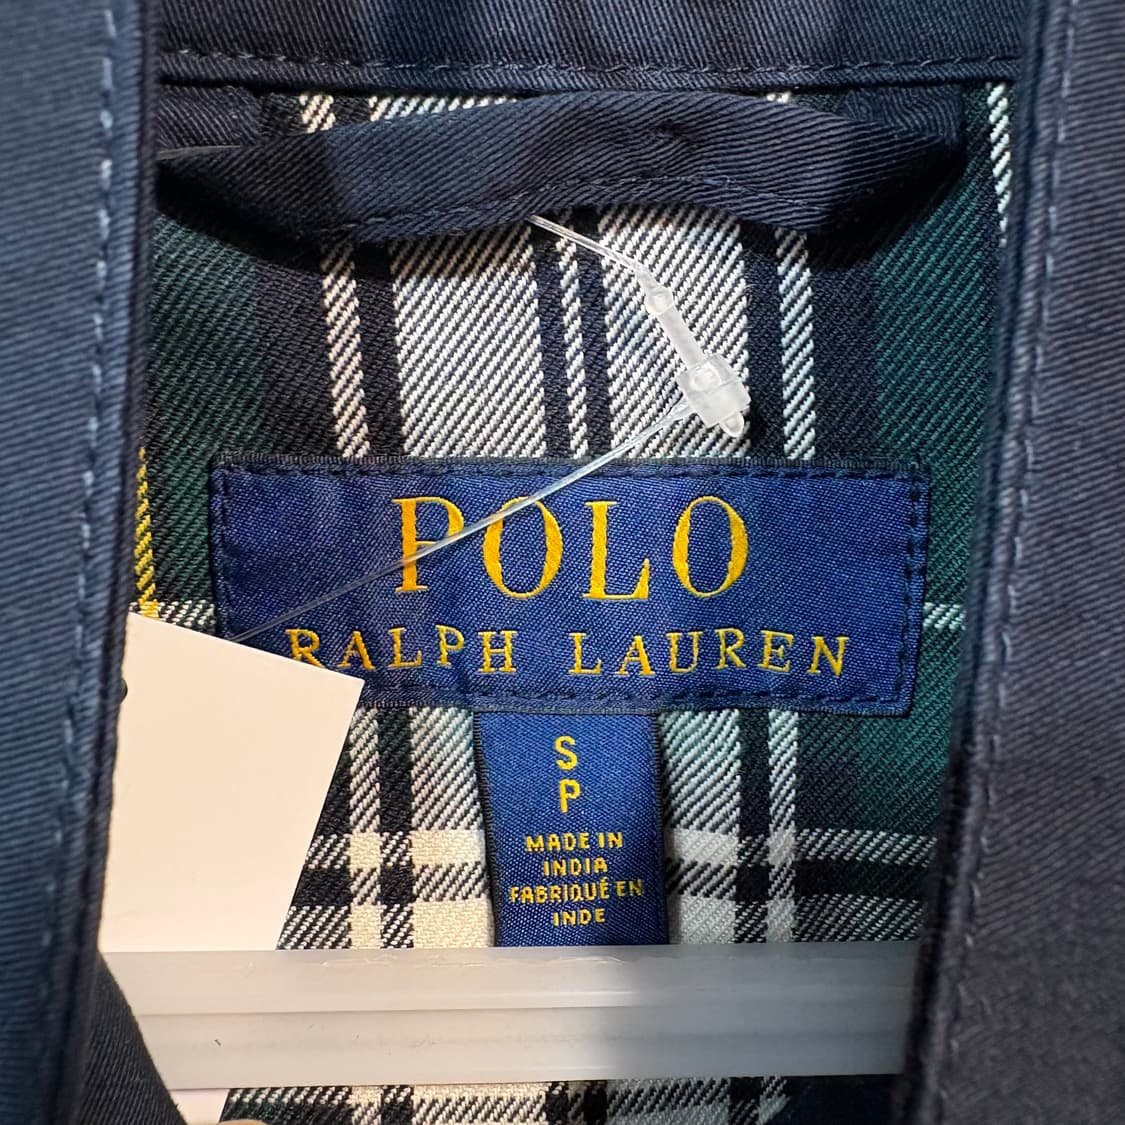 POLO
RALPH LAUREN
S
P
MADE IN
INDIA
FABRIQUÉ EN
INDE